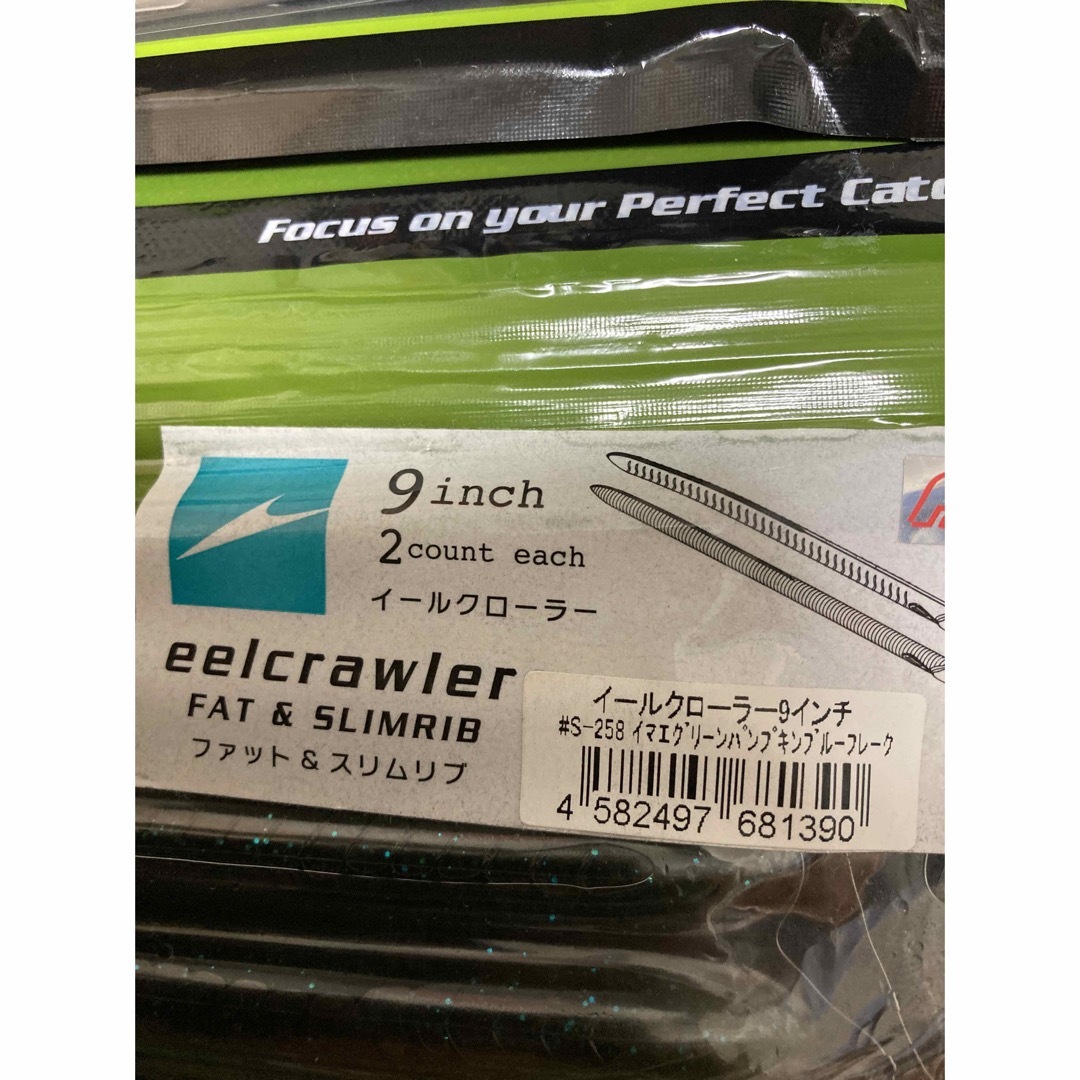 Focus on your Perfect Catc
9 inch
2 count each
イールクローラー
eelcrawler
FAT & SLIMRIB
ファット&スリムリブ
イールクローラー9インチ
#S-258 イマエグリーンパンプキンブルーフレーク
4 582497 681390